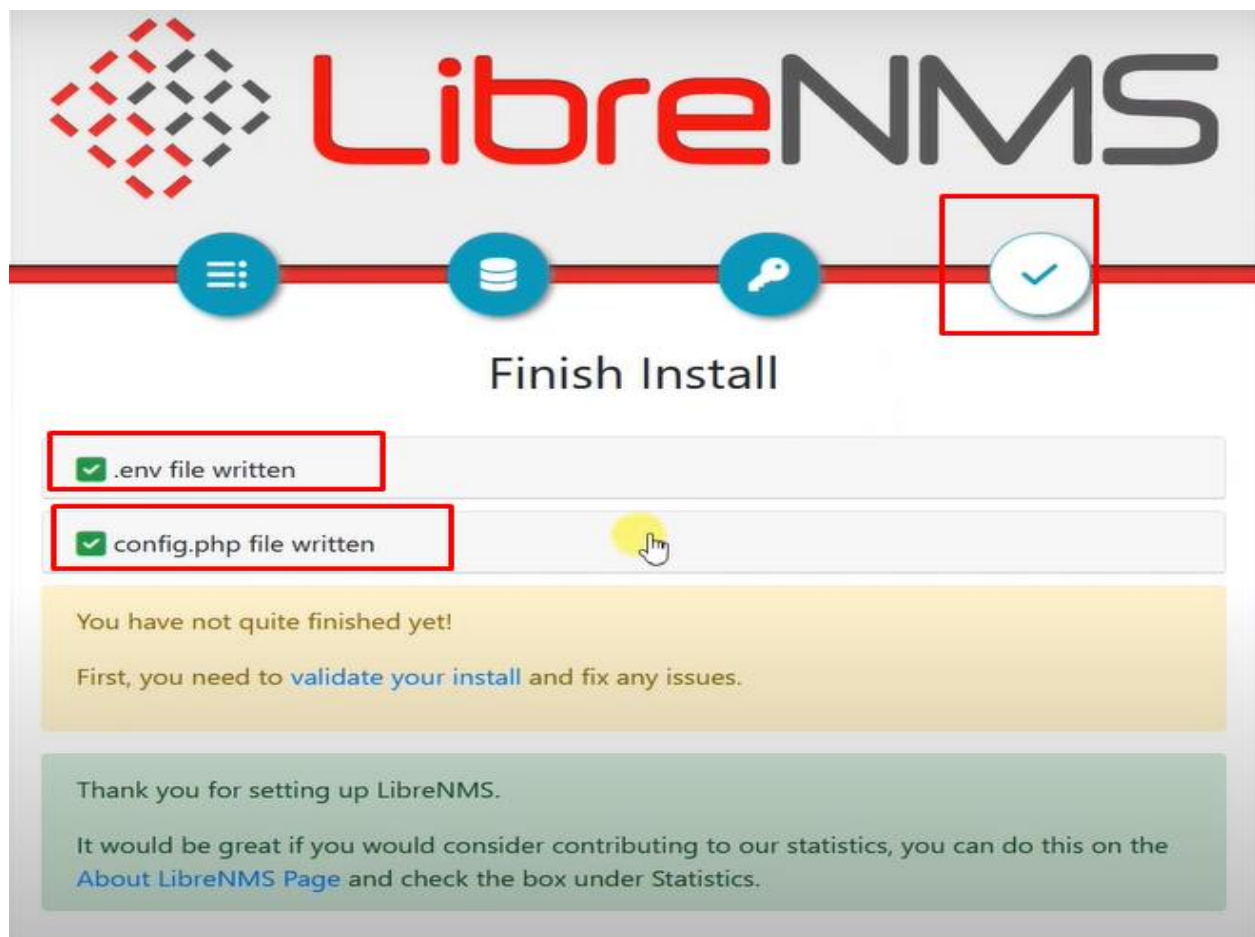 LibreNMS
Finish Install
.env file written
config.php file written
You have not quite finished yet!
First, you need to validate your install and fix any issues.
Thank you for setting up LibreNMS.
It would be great if you would consider contributing to our statistics, you can do this on the
About LibreNMS Page and check the box under Statistics.